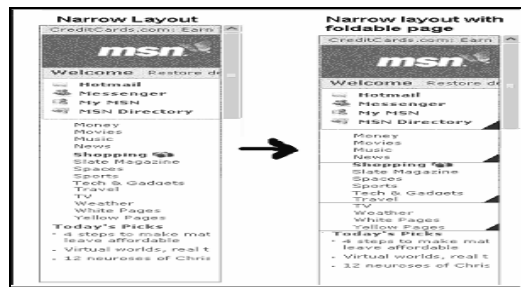 Narrow Layout
CreditCards.com: Earn
msn
Welcome Restore de
Hotmail
Messenger
My MSN
MSN Directory
Money
Movies
Music
News
Shopping
Slate Magazine
Spaces
Sports
Tech & Gadgets
Travel
TV
Weather
White Pages
Yellow Pages
Today's Picks
• 4 steps to make mat
leave affordable
• Virtual worlds, real t
• 12 neuroses of Chris
Narrow layout with
foldable page
CreditCards.com: Earn
msn
Welcome Restore de
Hotmail
Messenger
My MSN
MSN Directory
Money
Movies
Music
News
Shopping
Slate Magazine
Spaces
Sports
Tech & Gadgets
Travel
TV
Weather
White Pages
Yellow Pages
Today's Picks
• 4 steps to make mat
leave affordable
• Virtual worlds, real t
• 12 neuroses of Chris